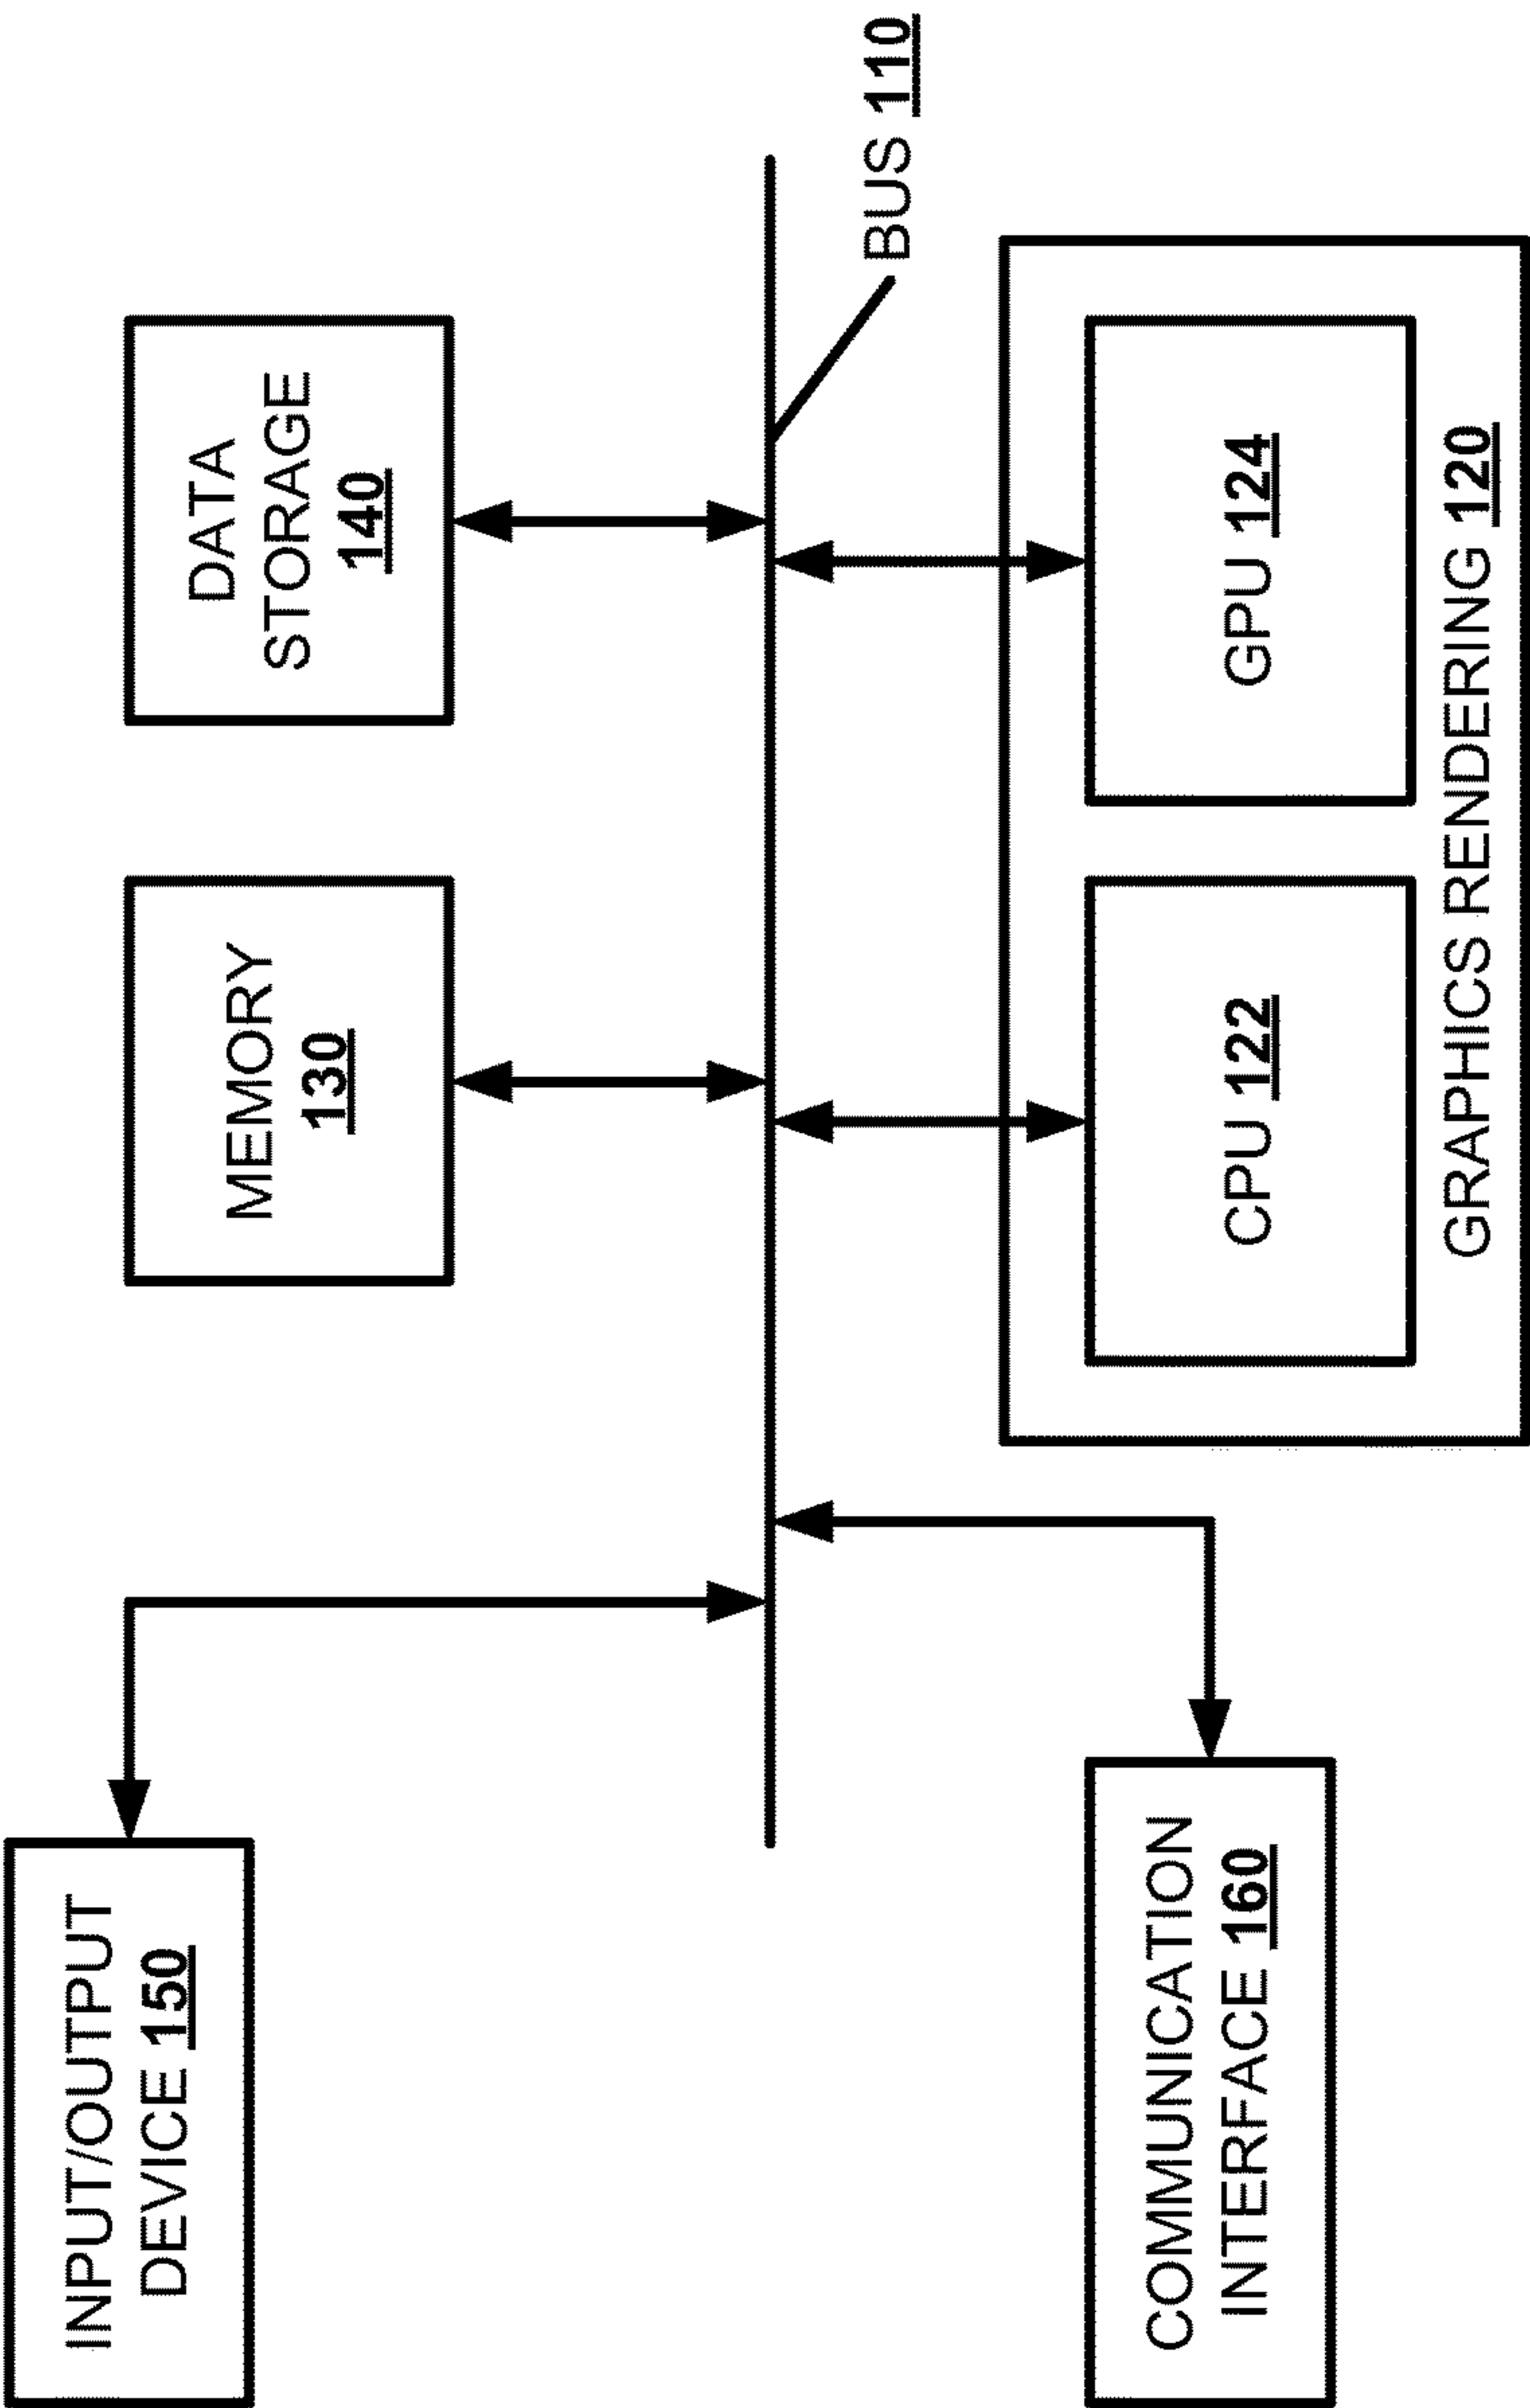 INPUT/OUTPUT
DEVICE 150
MEMORY
130
DATA
STORAGE
140
BUS 110
COMMUNICATION
INTERFACE 160
CPU 122
GPU 124
GRAPHICS RENDERING 120